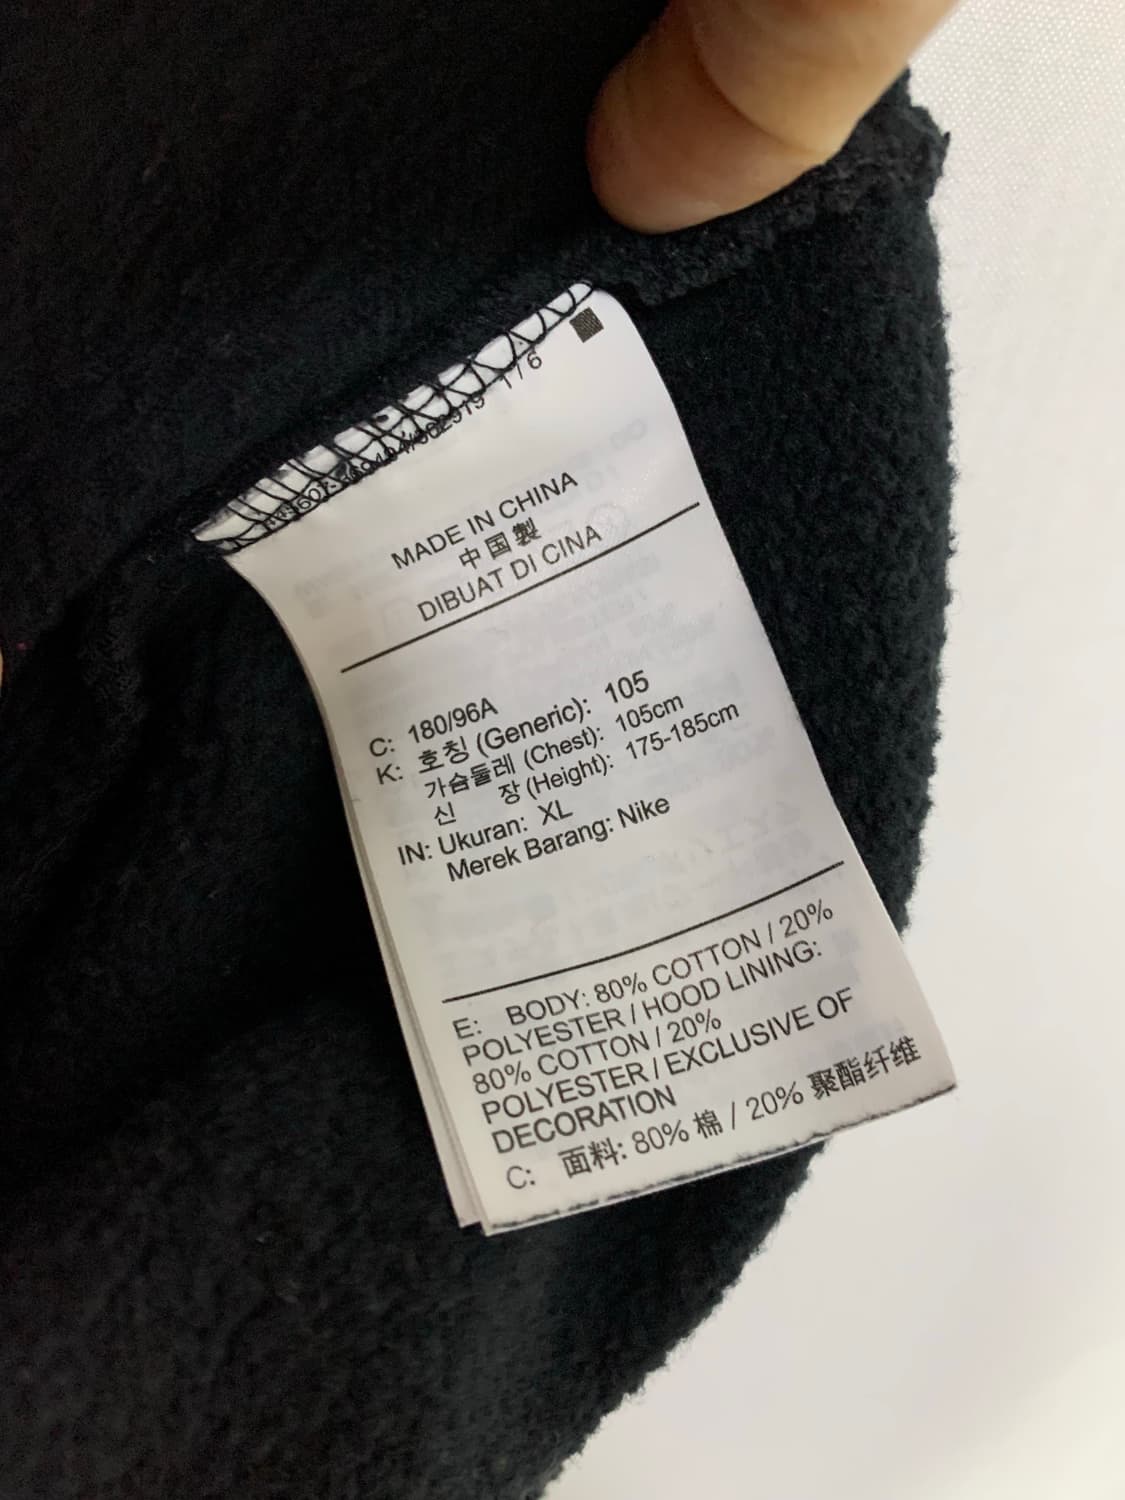 1 / 6
MADE IN CHINA
中国製
DIBUAT DI CINA
C: 180/96A
K: 호칭 (Generic): 105
가슴둘레 (Chest): 105cm
신 장 (Height): 175-185cm
IN: Ukuran: XL
Merek Barang: Nike
E: BODY: 80% COTTON / 20%
POLYESTER / HOOD LINING:
80% COTTON / 20%
POLYESTER / EXCLUSIVE OF
DECORATION
C: 面料: 80% 棉 / 20% 聚酯纤维